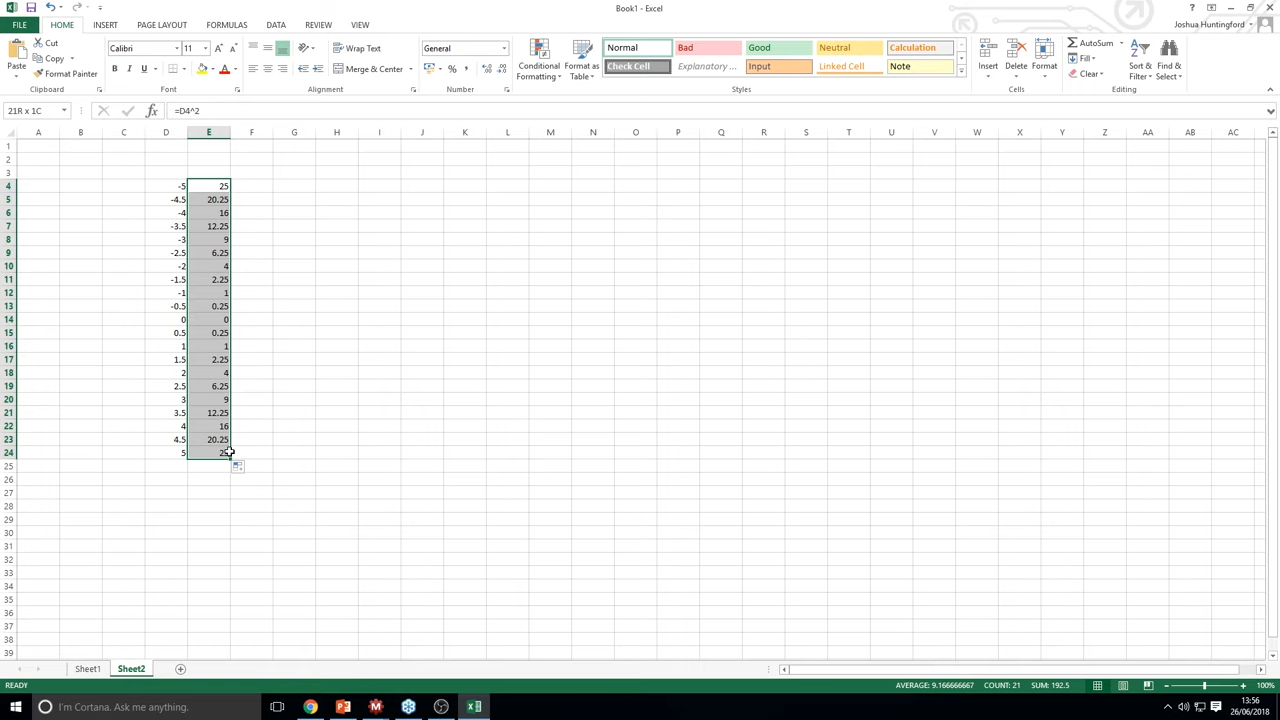 Book1 - Excel
Joshua Huntingford
FILE HOME INSERT PAGE LAYOUT FORMULAS DATA REVIEW VIEW
Paste
Cut
Copy
Format Painter
Clipboard
Calibri 11
B I U
Font
Wrap Text
Merge & Center
Alignment
General
Number
Conditional Formatting
Format as Table
Normal Bad Good Neutral Calculation
Check Cell Explanatory ... Input Linked Cell Note
Styles
Insert Delete Format
Cells
AutoSum
Fill
Clear
Sort & Filter
Find & Select
Editing
21R x 1C
=D4^2
A B C D E F G H I J K L M N O P Q R S T U V W X Y Z AA AB AC
1
2
3
4 -5 25
5 -4.5 20.25
6 -4 16
7 -3.5 12.25
8 -3 9
9 -2.5 6.25
10 -2 4
11 -1.5 2.25
12 -1 1
13 -0.5 0.25
14 0 0
15 0.5 0.25
16 1 1
17 1.5 2.25
18 2 4
19 2.5 6.25
20 3 9
21 3.5 12.25
22 4 16
23 4.5 20.25
24 5 25
25
26
27
28
29
30
31
32
33
34
35
36
37
38
39
Sheet1 Sheet2
READY
AVERAGE: 9.166666667 COUNT: 21 SUM: 192.5
100%
I'm Cortana. Ask me anything.
13:56
26/06/2018